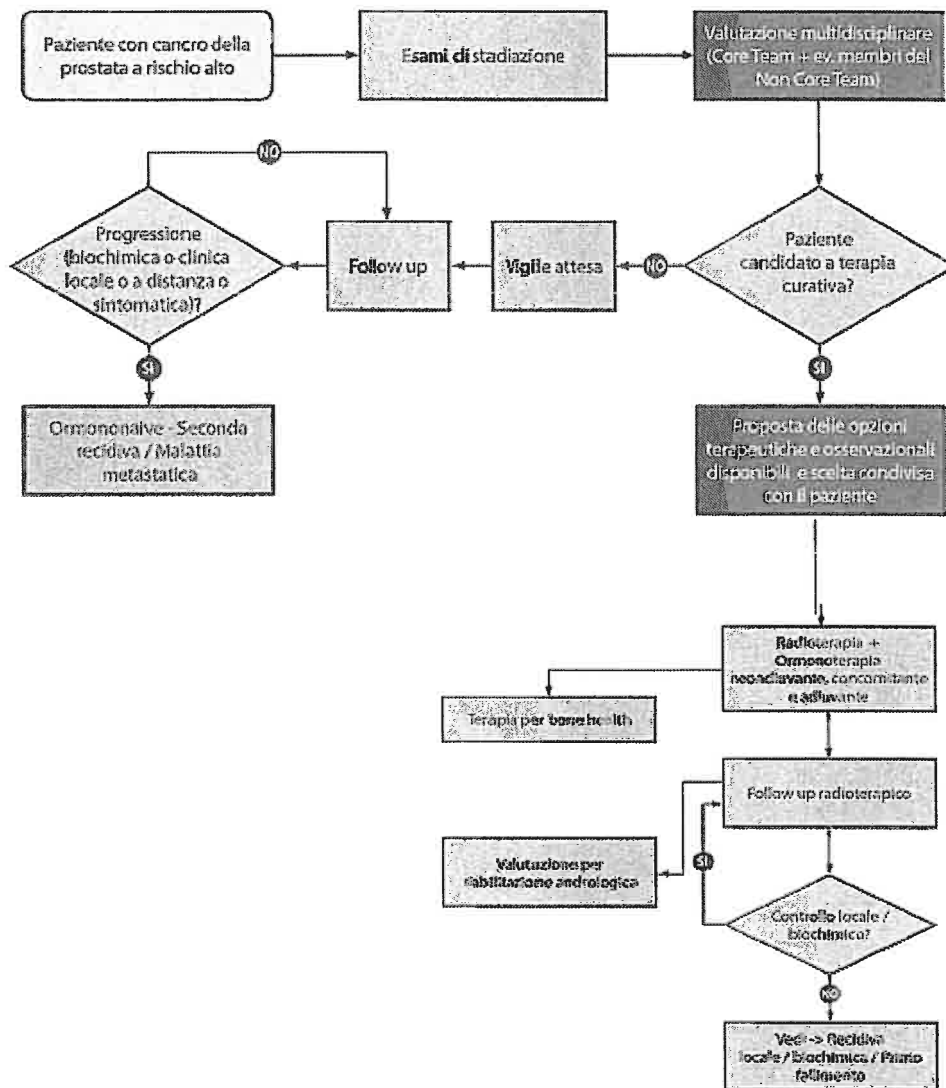 Paziente con cancro della
prostata a rischio alto
Esami di stadiazione
Valutazione multidisciplinare
(Core Team + ev. membri del
Non Core Team)
NO
Progressione
(biochimica o clinica
locale o a distanza o
sintomatica)?
Follow up
Vigile attesa
No
Paziente
candidato a terapia
curativa?
SI
SI
Ormononaive - Seconda
recidiva / Malattia
metastatica
Proposta delle opzioni
terapeutiche e osservazionali
disponibili e scelta condivisa
con il paziente
Radioterapia +
Ormonoterapia
neoadiuvante, concomitante
e adiuvante
Terapia per bone health
Follow up radioterapico
SI
Valutazione per
riabilitazione andrologica
Controllo locale /
biochimica?
NO
Vedi -> Recidiva
locale / biochimica / Primo
fallimento